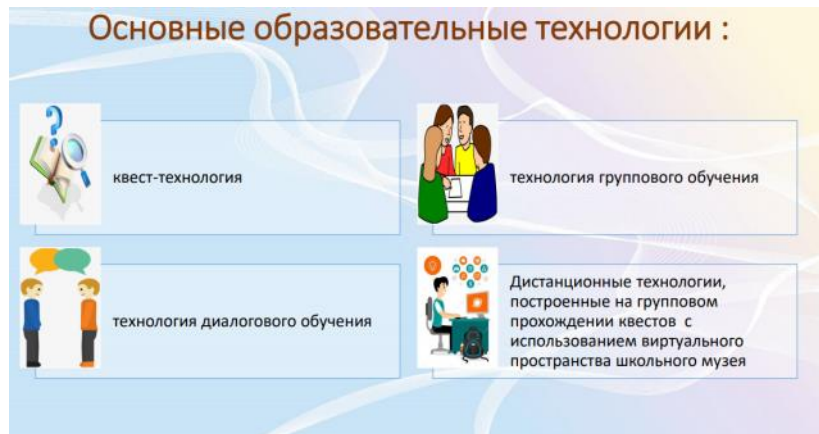 Основные образовательные технологии :
квест-технология
технология группового обучения
технология диалогового обучения
Дистанционные технологии,
построенные на групповом
прохождении квестов с
использованием виртуального
пространства школьного музея